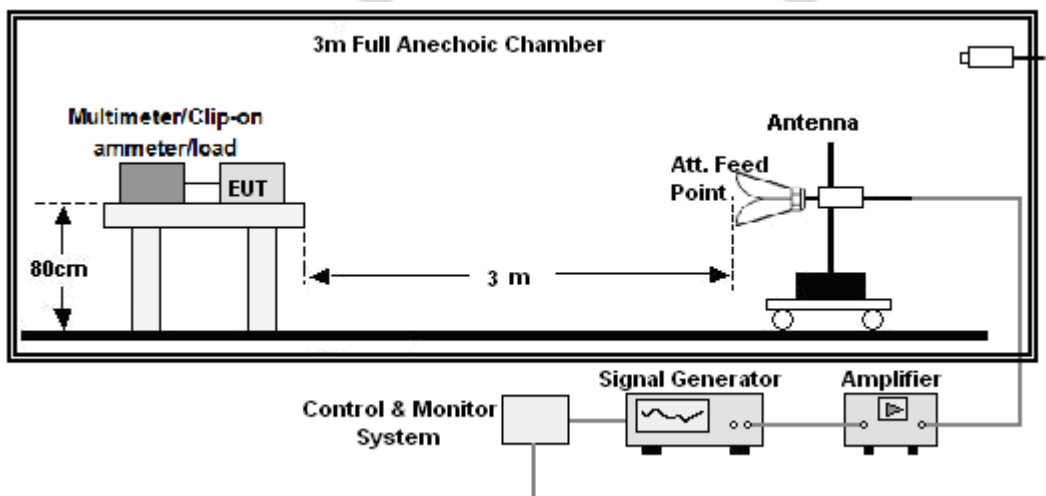 3m Full Anechoic Chamber
Multimeter/Clip-on
ammeter/load
EUT
80cm
3 m
Antenna
Att. Feed
Point
Signal Generator
Amplifier
Control & Monitor
System